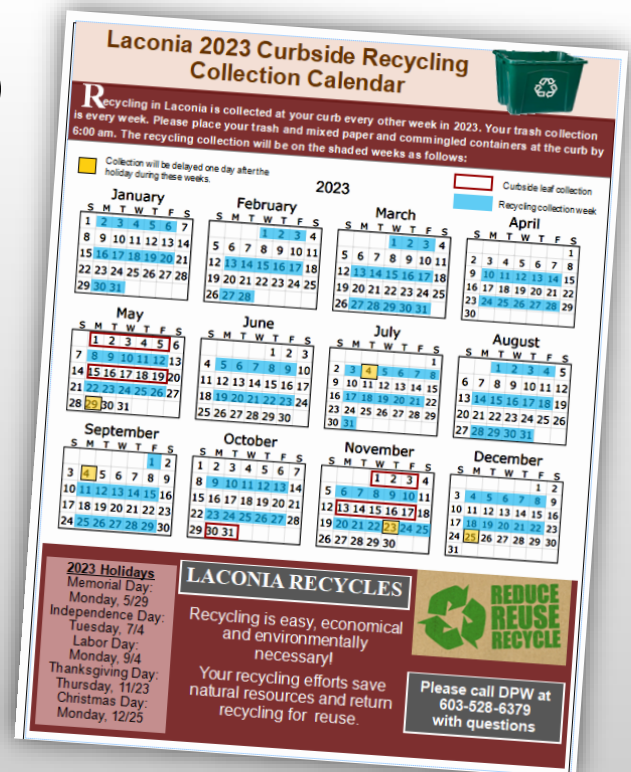 Laconia 2023 Curbside Recycling
Collection Calendar
Recycling in Laconia is collected at your curb every other week in 2023. Your trash collection
is every week. Please place your trash and mixed paper and commingled containers at the curb by
6:00 am. The recycling collection will be on the shaded weeks as follows:
Collection will be delayed one day after the
holiday during these weeks.
2023
Curbside leaf collection
Recycling collection week
January
S M T W T F S
1 2 3 4 5 6 7
8 9 10 11 12 13 14
15 16 17 18 19 20 21
22 23 24 25 26 27 28
29 30 31
February
S M T W T F S
1 2 3 4
5 6 7 8 9 10 11
12 13 14 15 16 17 18
19 20 21 22 23 24 25
26 27 28
March
S M T W T F S
1 2 3 4
5 6 7 8 9 10 11
12 13 14 15 16 17 18
19 20 21 22 23 24 25
26 27 28 29 30 31
April
S M T W T F S
1
2 3 4 5 6 7 8
9 10 11 12 13 14 15
16 17 18 19 20 21 22
23 24 25 26 27 28 29
30
May
S M T W T F S
1 2 3 4 5 6
7 8 9 10 11 12 13
14 15 16 17 18 19 20
21 22 23 24 25 26 27
28 29 30 31
June
S M T W T F S
1 2 3
4 5 6 7 8 9 10
11 12 13 14 15 16 17
18 19 20 21 22 23 24
25 26 27 28 29 30
July
S M T W T F S
1
2 3 4 5 6 7 8
9 10 11 12 13 14 15
16 17 18 19 20 21 22
23 24 25 26 27 28 29
30 31
August
S M T W T F S
1 2 3 4 5
6 7 8 9 10 11 12
13 14 15 16 17 18 19
20 21 22 23 24 25 26
27 28 29 30 31
September
S M T W T F S
1 2
3 4 5 6 7 8 9
10 11 12 13 14 15 16
17 18 19 20 21 22 23
24 25 26 27 28 29 30
October
S M T W T F S
1 2 3 4 5 6 7
8 9 10 11 12 13 14
15 16 17 18 19 20 21
22 23 24 25 26 27 28
29 30 31
November
S M T W T F S
1 2 3 4
5 6 7 8 9 10 11
12 13 14 15 16 17 18
19 20 21 22 23 24 25
26 27 28 29 30
December
S M T W T F S
1 2
3 4 5 6 7 8 9
10 11 12 13 14 15 16
17 18 19 20 21 22 23
24 25 26 27 28 29 30
31
2023 Holidays
Memorial Day:
Monday, 5/29
Independence Day:
Tuesday, 7/4
Labor Day:
Monday, 9/4
Thanksgiving Day:
Thursday, 11/23
Christmas Day:
Monday, 12/25
LACONIA RECYCLES
Recycling is easy, economical
and environmentally
necessary!
Your recycling efforts save
natural resources and return
recycling for reuse.
REDUCE
REUSE
RECYCLE
Please call DPW at
603-528-6379
with questions